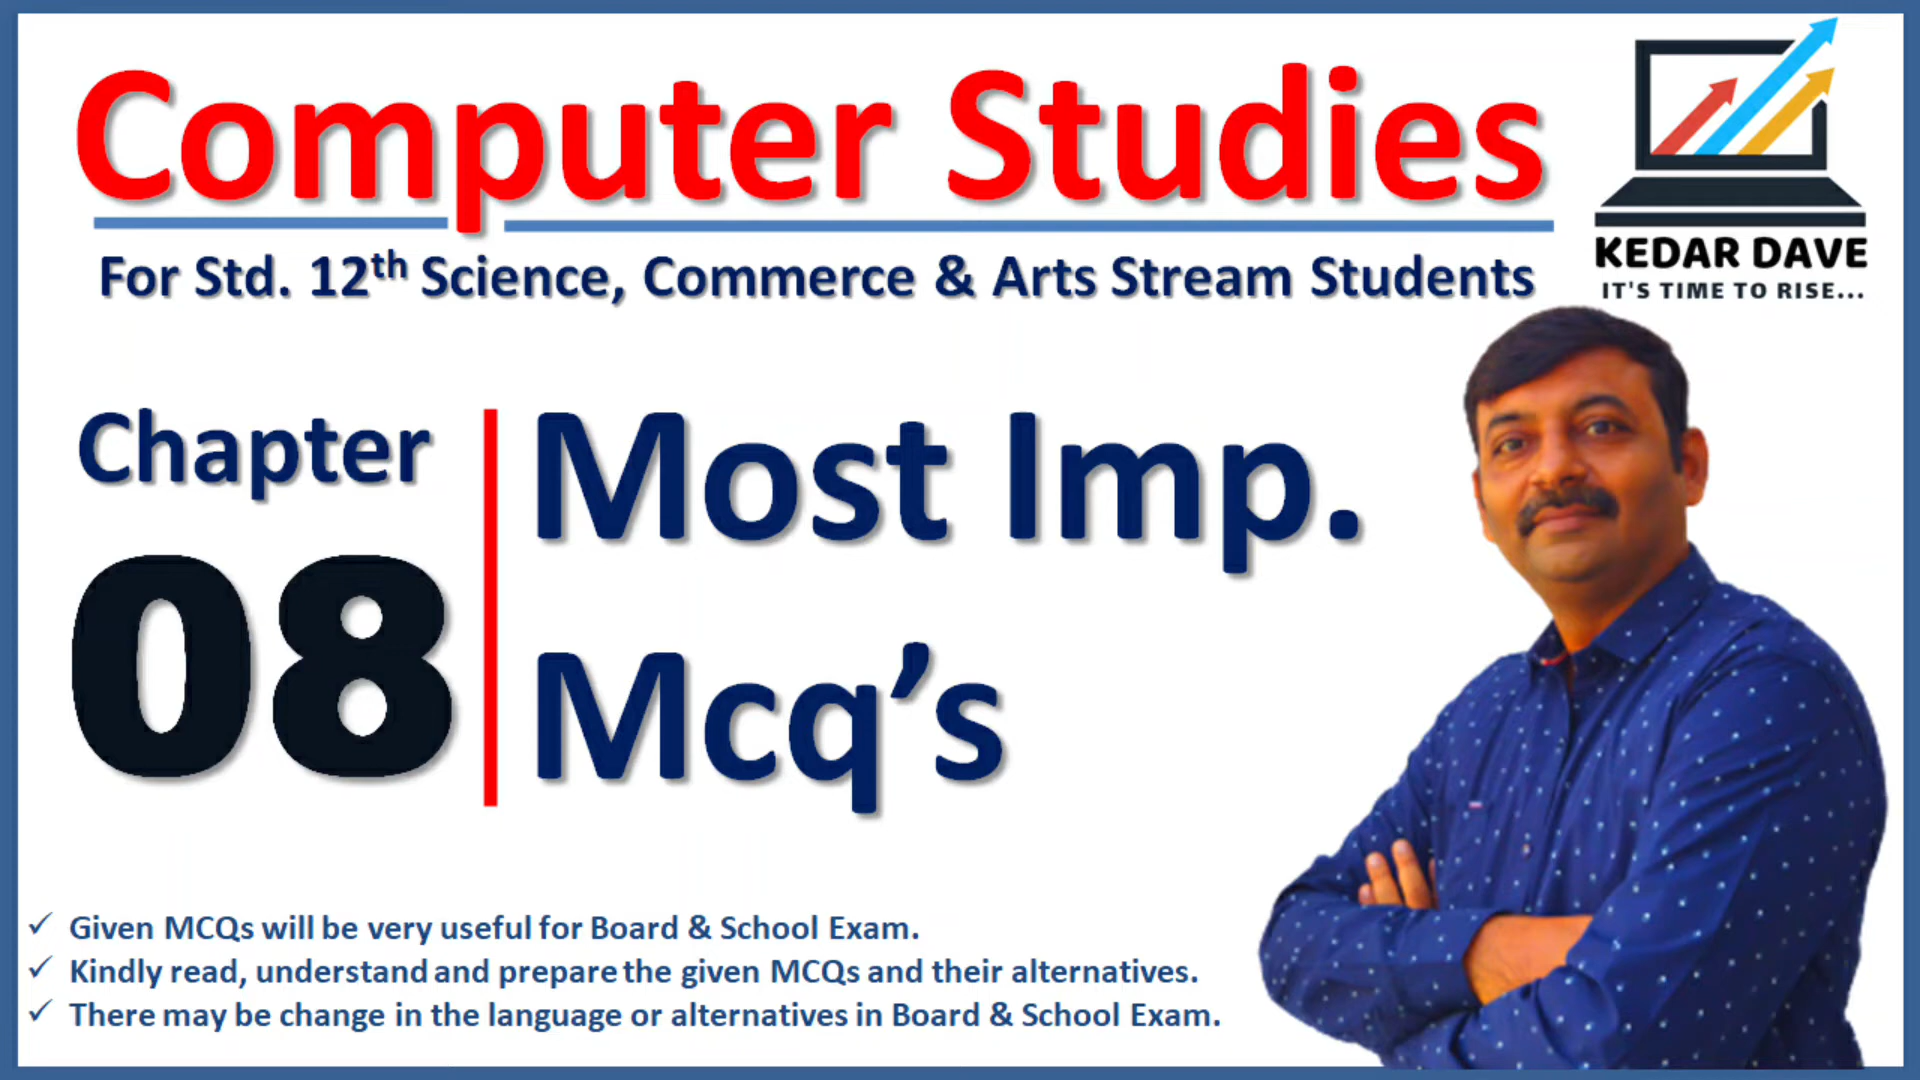 Computer Studies
For Std. 12th Science, Commerce & Arts Stream Students
KEDAR DAVE
IT'S TIME TO RISE...
Chapter
08
Most Imp.
Mcq’s
✓ Given MCQs will be very useful for Board & School Exam.
✓ Kindly read, understand and prepare the given MCQs and their alternatives.
✓ There may be change in the language or alternatives in Board & School Exam.